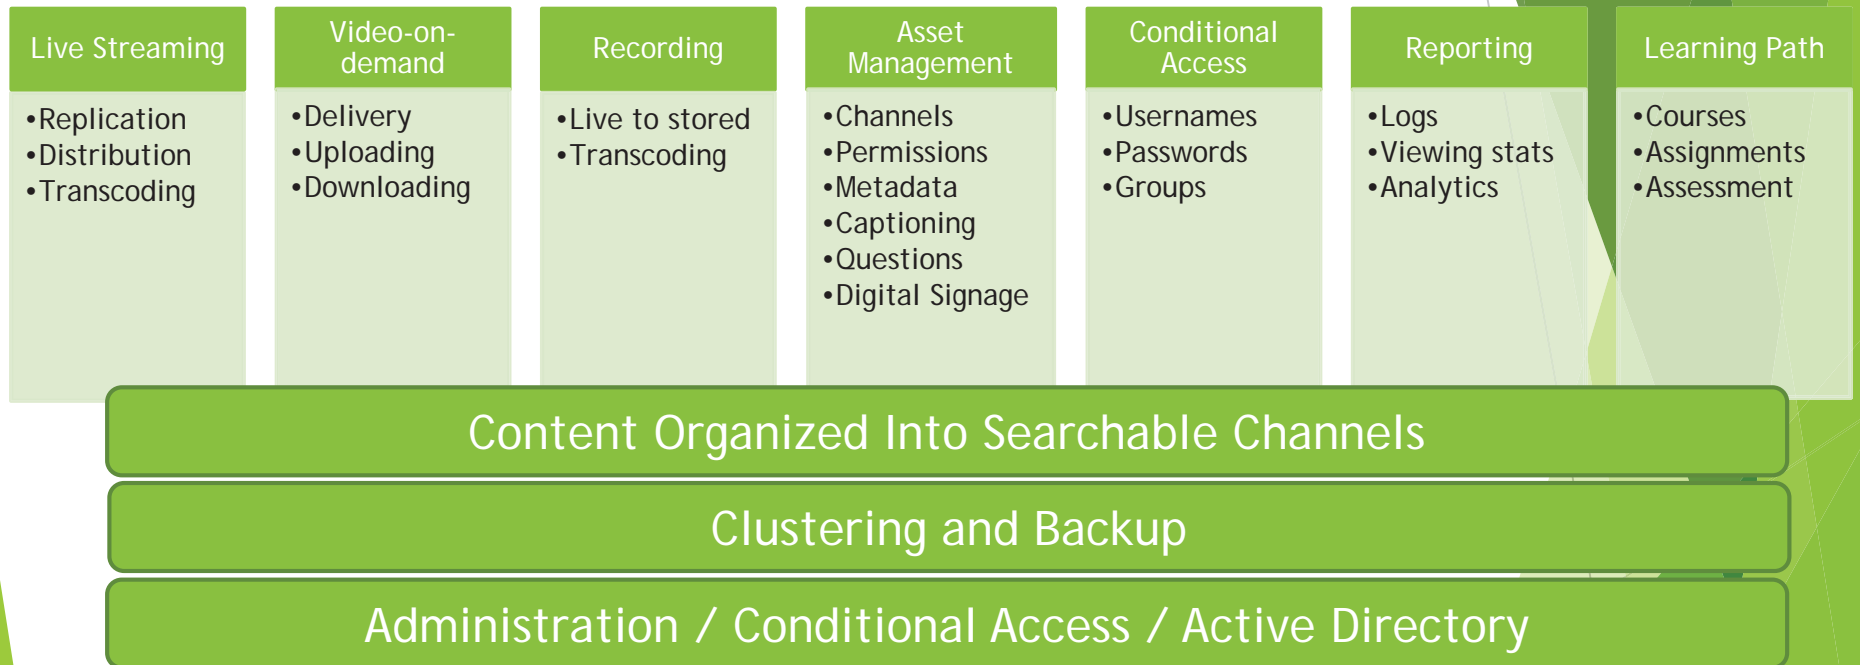 Live Streaming
•Replication
•Distribution
•Transcoding
Video-on-
demand
•Delivery
•Uploading
•Downloading
Recording
•Live to stored
•Transcoding
Asset
Management
•Channels
•Permissions
•Metadata
•Captioning
•Questions
•Digital Signage
Conditional
Access
•Usernames
•Passwords
•Groups
Reporting
•Logs
•Viewing stats
•Analytics
Learning Path
•Courses
•Assignments
•Assessment
Content Organized Into Searchable Channels
Clustering and Backup
Administration / Conditional Access / Active Directory